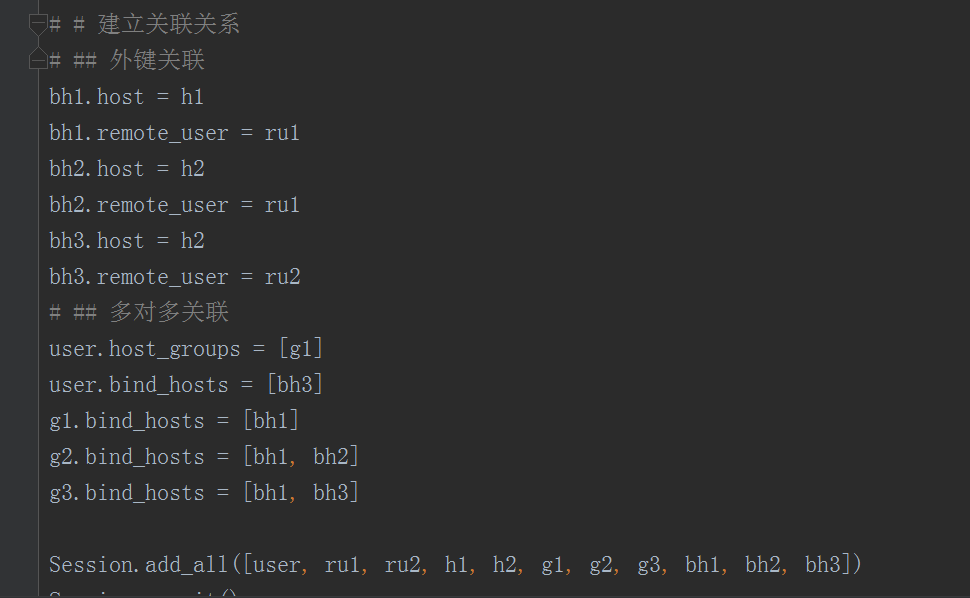 # # 建立关联关系
# ## 外键关联
bh1.host = h1
bh1.remote_user = ru1
bh2.host = h2
bh2.remote_user = ru1
bh3.host = h2
bh3.remote_user = ru2
# ## 多对多关联
user.host_groups = [g1]
user.bind_hosts = [bh3]
g1.bind_hosts = [bh1]
g2.bind_hosts = [bh1, bh2]
g3.bind_hosts = [bh1, bh3]
Session.add_all([user, ru1, ru2, h1, h2, g1, g2, g3, bh1, bh2, bh3])